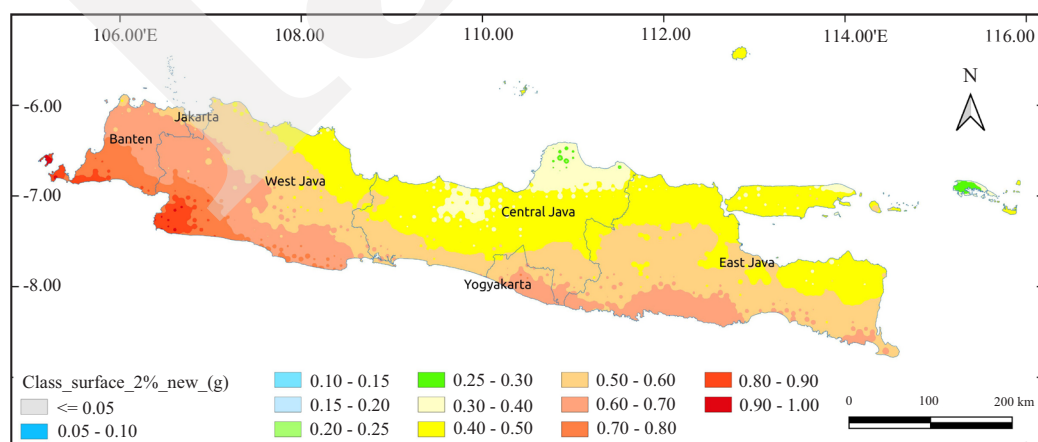 106.00'E 108.00 110.00 112.00 114.00'E 116.00
N
-6.00
Jakarta
Banten
West Java
-7.00
Central Java
East Java
Yogyakarta
-8.00
Class_surface_2%_new_(g)
<= 0.05
0.05 - 0.10
0.10 - 0.15
0.15 - 0.20
0.20 - 0.25
0.25 - 0.30
0.30 - 0.40
0.40 - 0.50
0.50 - 0.60
0.60 - 0.70
0.70 - 0.80
0.80 - 0.90
0.90 - 1.00
0 100 200 km